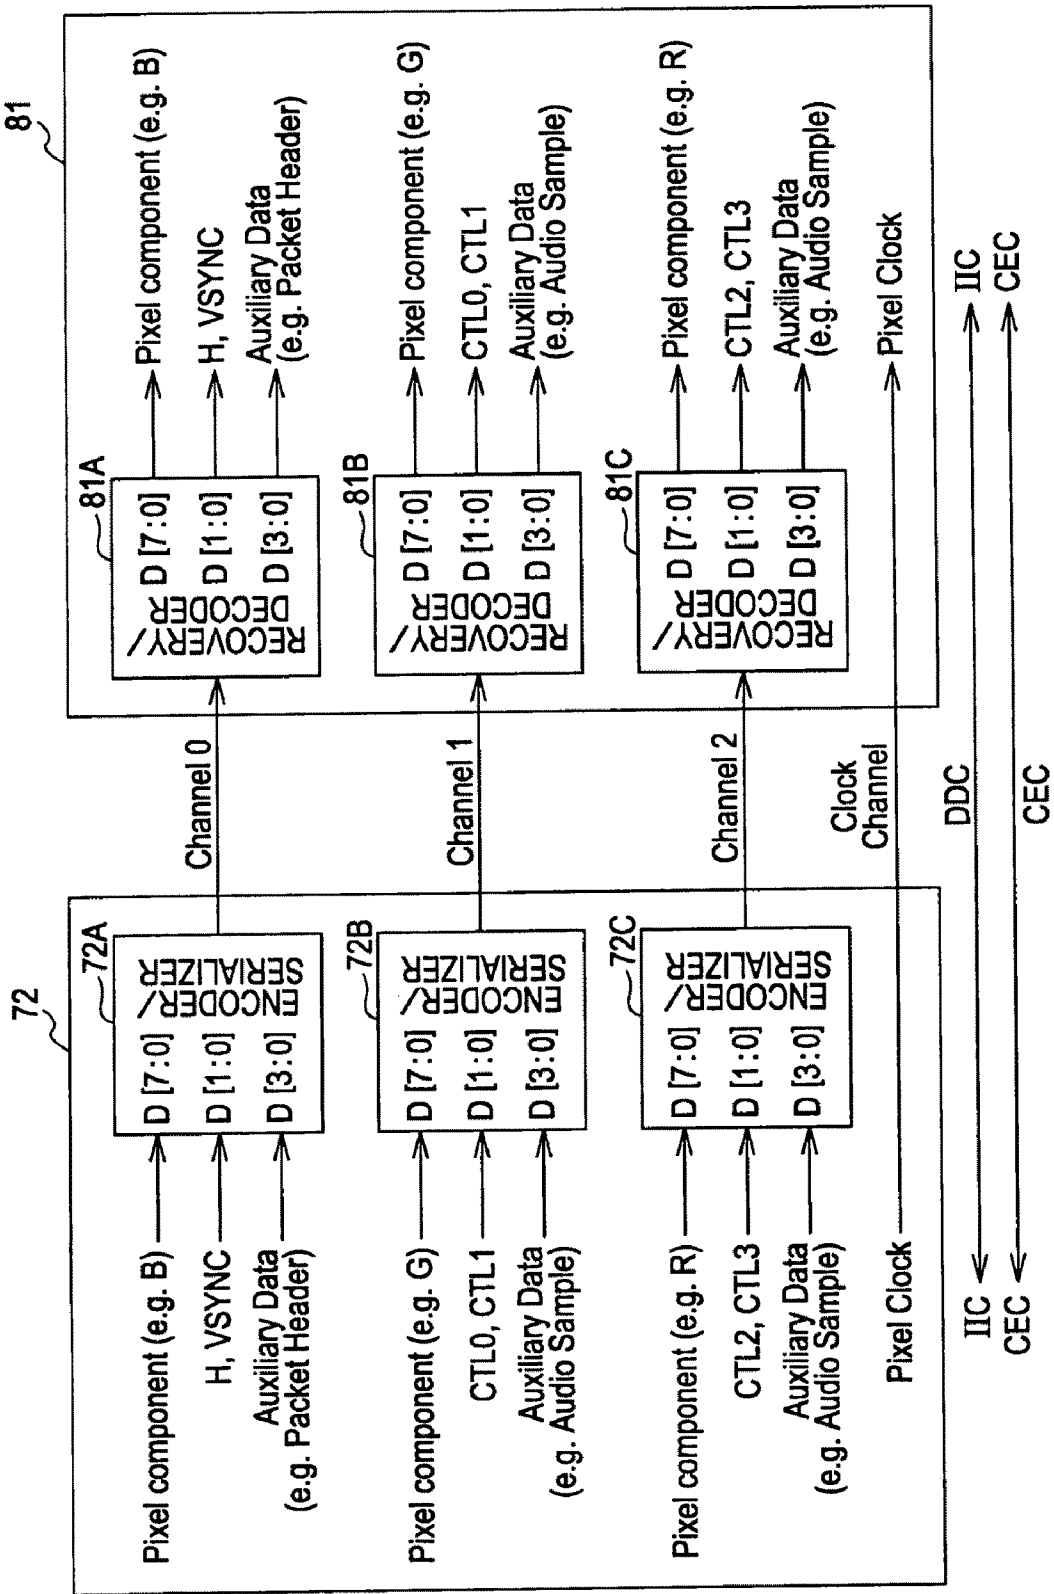 72
72A
Pixel component (e.g. B)
H, VSYNC
Auxiliary Data
(e.g. Packet Header)
D [7:0]
D [1:0]
D [3:0]
ENCODER/
SERIALIZER
72B
Pixel component (e.g. G)
CTL0, CTL1
Auxiliary Data
(e.g. Audio Sample)
D [7:0]
D [1:0]
D [3:0]
ENCODER/
SERIALIZER
72C
Pixel component (e.g. R)
CTL2, CTL3
Auxiliary Data
(e.g. Audio Sample)
D [7:0]
D [1:0]
D [3:0]
ENCODER/
SERIALIZER
Pixel Clock
Channel 0
Channel 1
Channel 2
Clock
Channel
81
81A
RECOVERY/
DECODER
D [7:0]
D [1:0]
D [3:0]
Pixel component (e.g. B)
H, VSYNC
Auxiliary Data
(e.g. Packet Header)
81B
RECOVERY/
DECODER
D [7:0]
D [1:0]
D [3:0]
Pixel component (e.g. G)
CTL0, CTL1
Auxiliary Data
(e.g. Audio Sample)
81C
RECOVERY/
DECODER
D [7:0]
D [1:0]
D [3:0]
Pixel component (e.g. R)
CTL2, CTL3
Auxiliary Data
(e.g. Audio Sample)
Pixel Clock
IIC
DDC
IIC
CEC
CEC
CEC